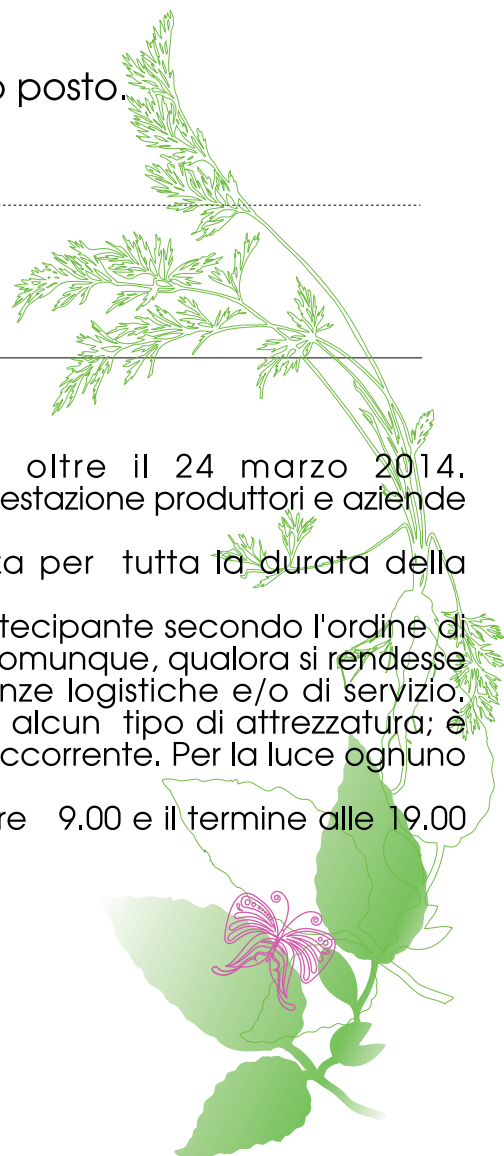 o posto.
oltre il 24 marzo 2014.
estazione produttori e aziende
za per tutta la durata della
tecipante secondo l'ordine di
omunque, qualora si rendesse
nze logistiche e/o di servizio.
alcun tipo di attrezzatura; è
ccorrente. Per la luce ognuno
re 9.00 e il termine alle 19.00